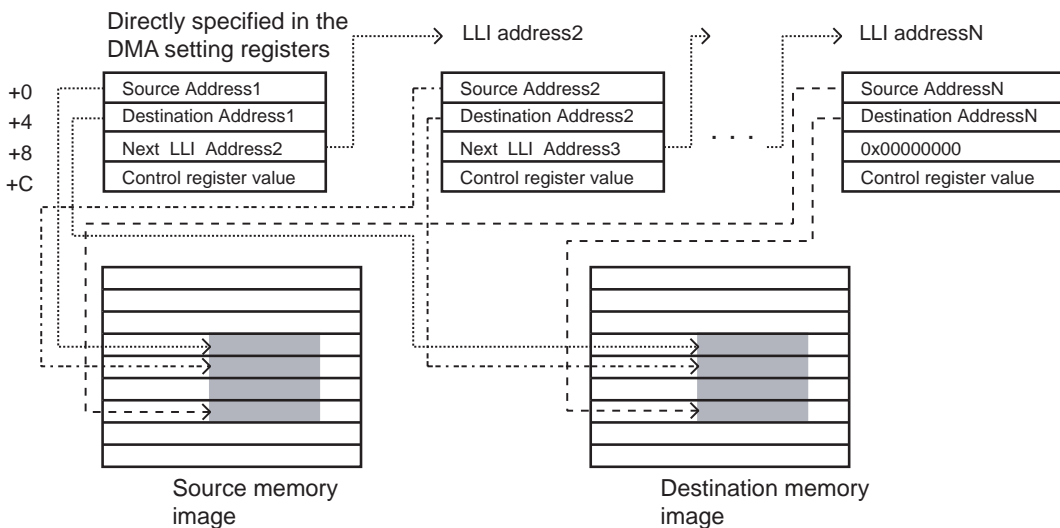 Directly specified in the
DMA setting registers
LLI address2
LLI addressN
+0
Source Address1
Source Address2
Source AddressN
+4
Destination Address1
Destination Address2
Destination AddressN
+8
Next LLI Address2
Next LLI Address3
. . .
0x00000000
+C
Control register value
Control register value
Control register value
Source memory
image
Destination memory
image